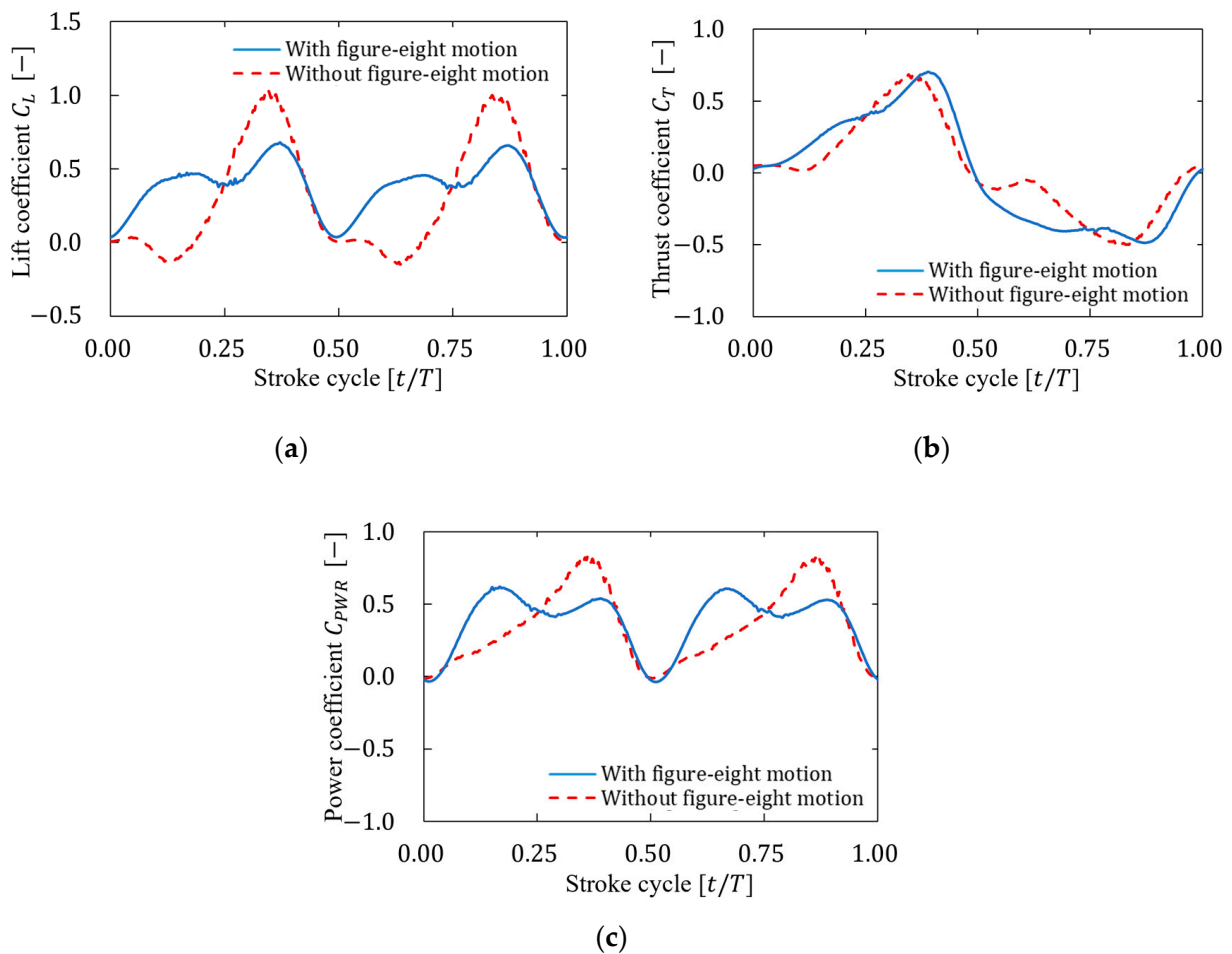 Lift coefficient C_L [−]
1.5
1.0
0.5
0.0
−0.5
With figure-eight motion
Without figure-eight motion
0.00 0.25 0.50 0.75 1.00
Stroke cycle [t/T]
(a)
Thrust coefficient C_T [−]
1.0
0.5
0.0
−0.5
−1.0
With figure-eight motion
Without figure-eight motion
0.00 0.25 0.50 0.75 1.00
Stroke cycle [t/T]
(b)
Power coefficient C_PWR [−]
1.0
0.5
0.0
−0.5
−1.0
With figure-eight motion
Without figure-eight motion
0.00 0.25 0.50 0.75 1.00
Stroke cycle [t/T]
(c)